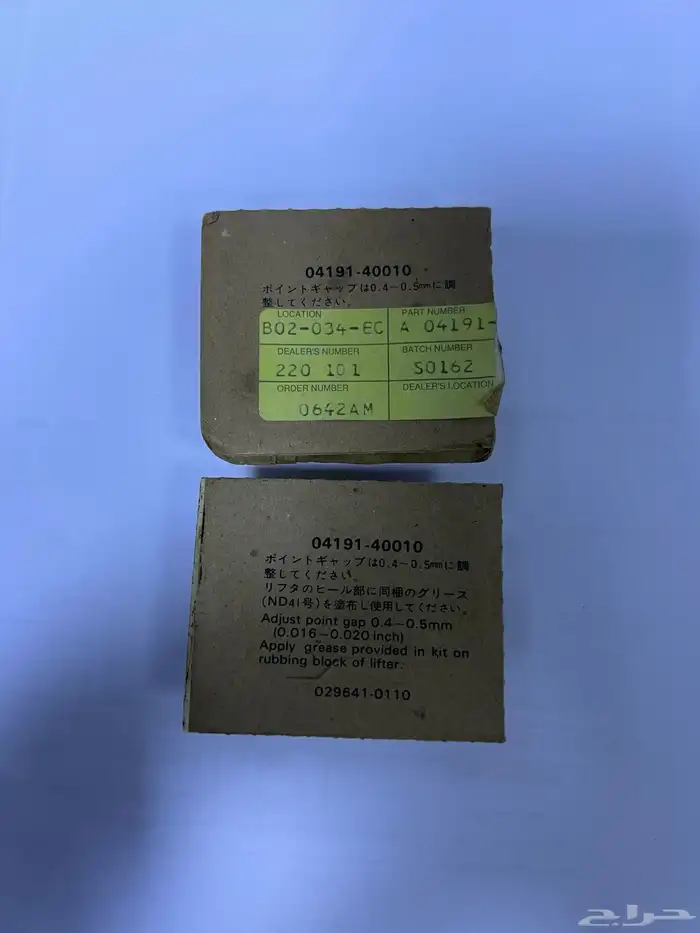 04191-40010
ポイントギャップは0.4−0.5mmに調
整してください。
LOCATION
B02-034-EC
PART NUMBER
A 04191-
DEALER'S NUMBER
220 101
BATCH NUMBER
S0162
ORDER NUMBER
0642AM
DEALER'S LOCATION
04191-40010
ポイントギャップは0.4−0.5mmに調
整してください。
リフタのヒール部に同梱のグリース
(ND41号)を塗布し使用してください。
Adjust point gap 0.4−0.5mm
(0.016−0.020 inch)
Apply grease provided in kit on
rubbing block of lifter.
029641-0110
حراج